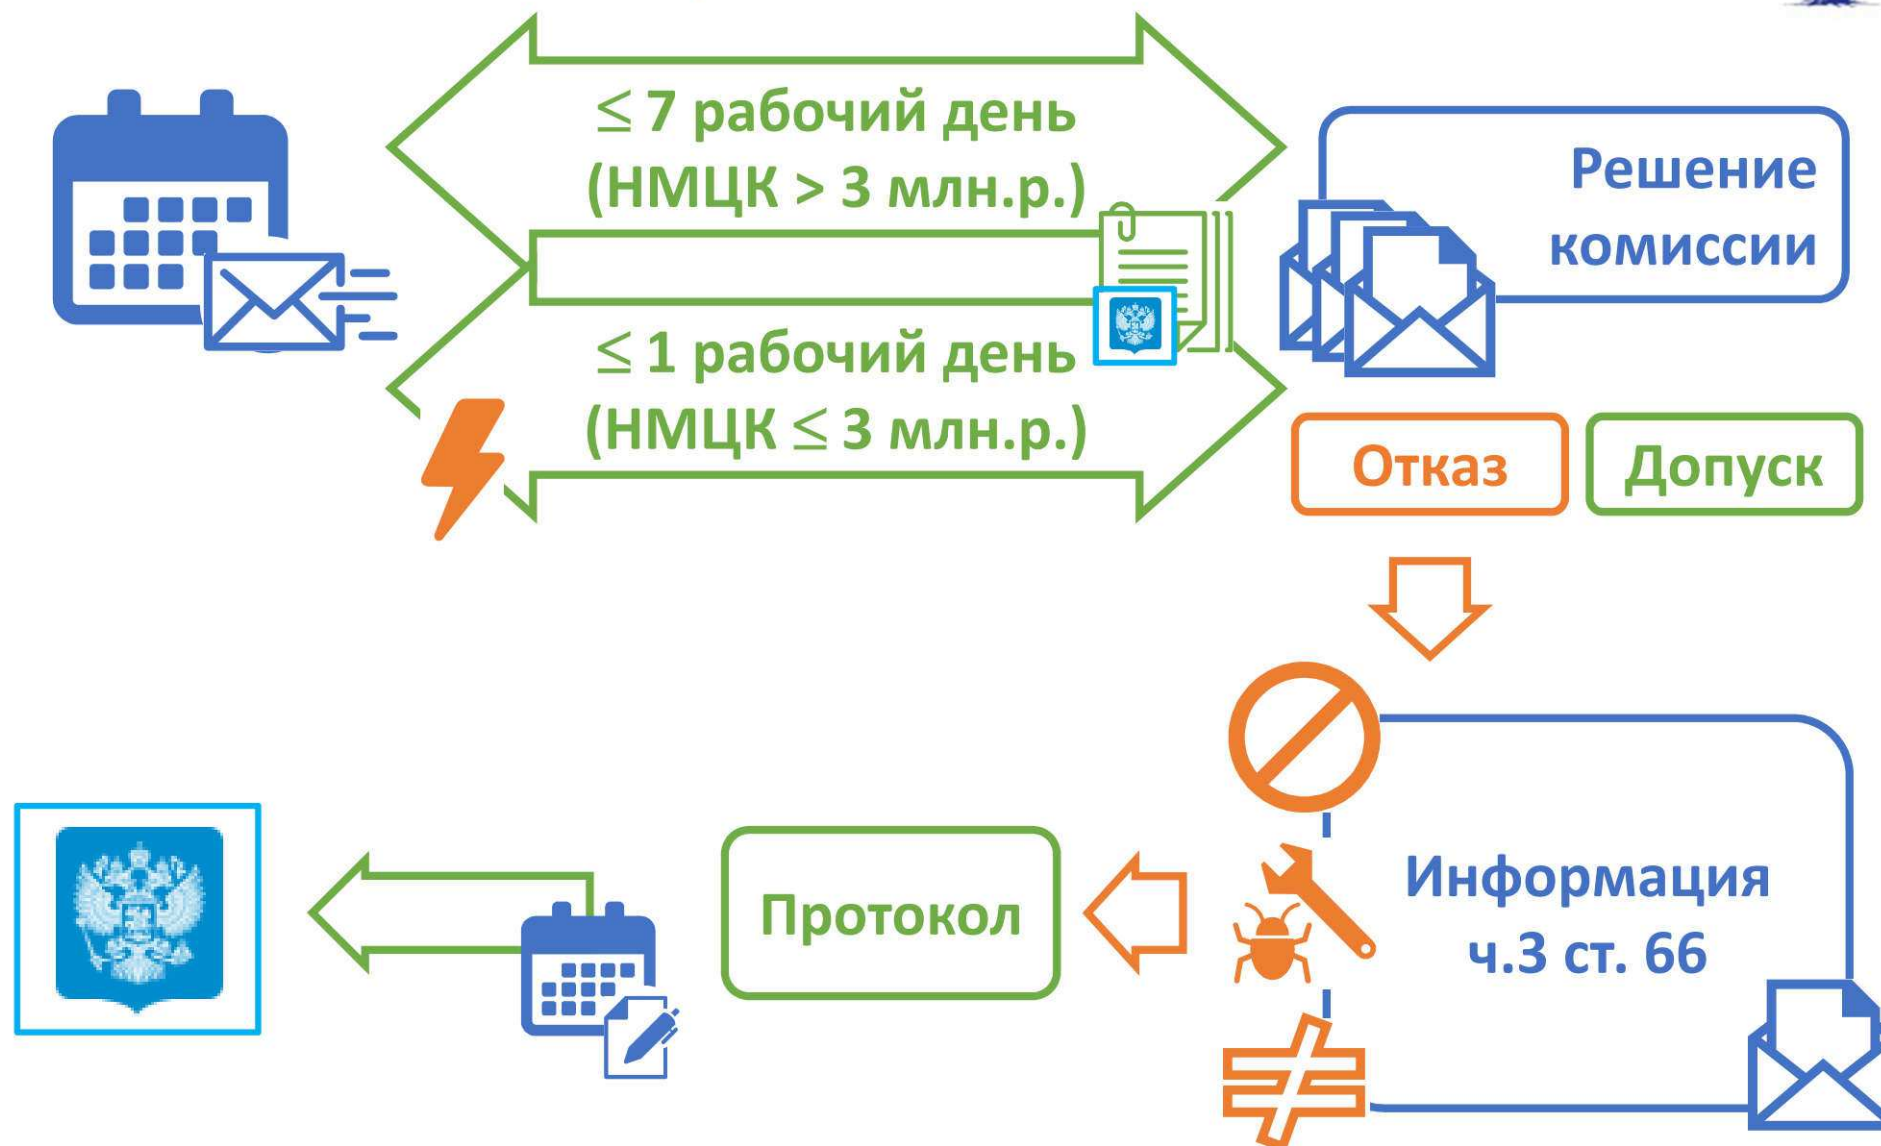 ≤ 7 рабочий день
(НМЦК > 3 млн.р.)
Решение
комиссии
≤ 1 рабочий день
(НМЦК ≤ 3 млн.р.)
Отказ
Допуск
Информация
ч.3 ст. 66
Протокол